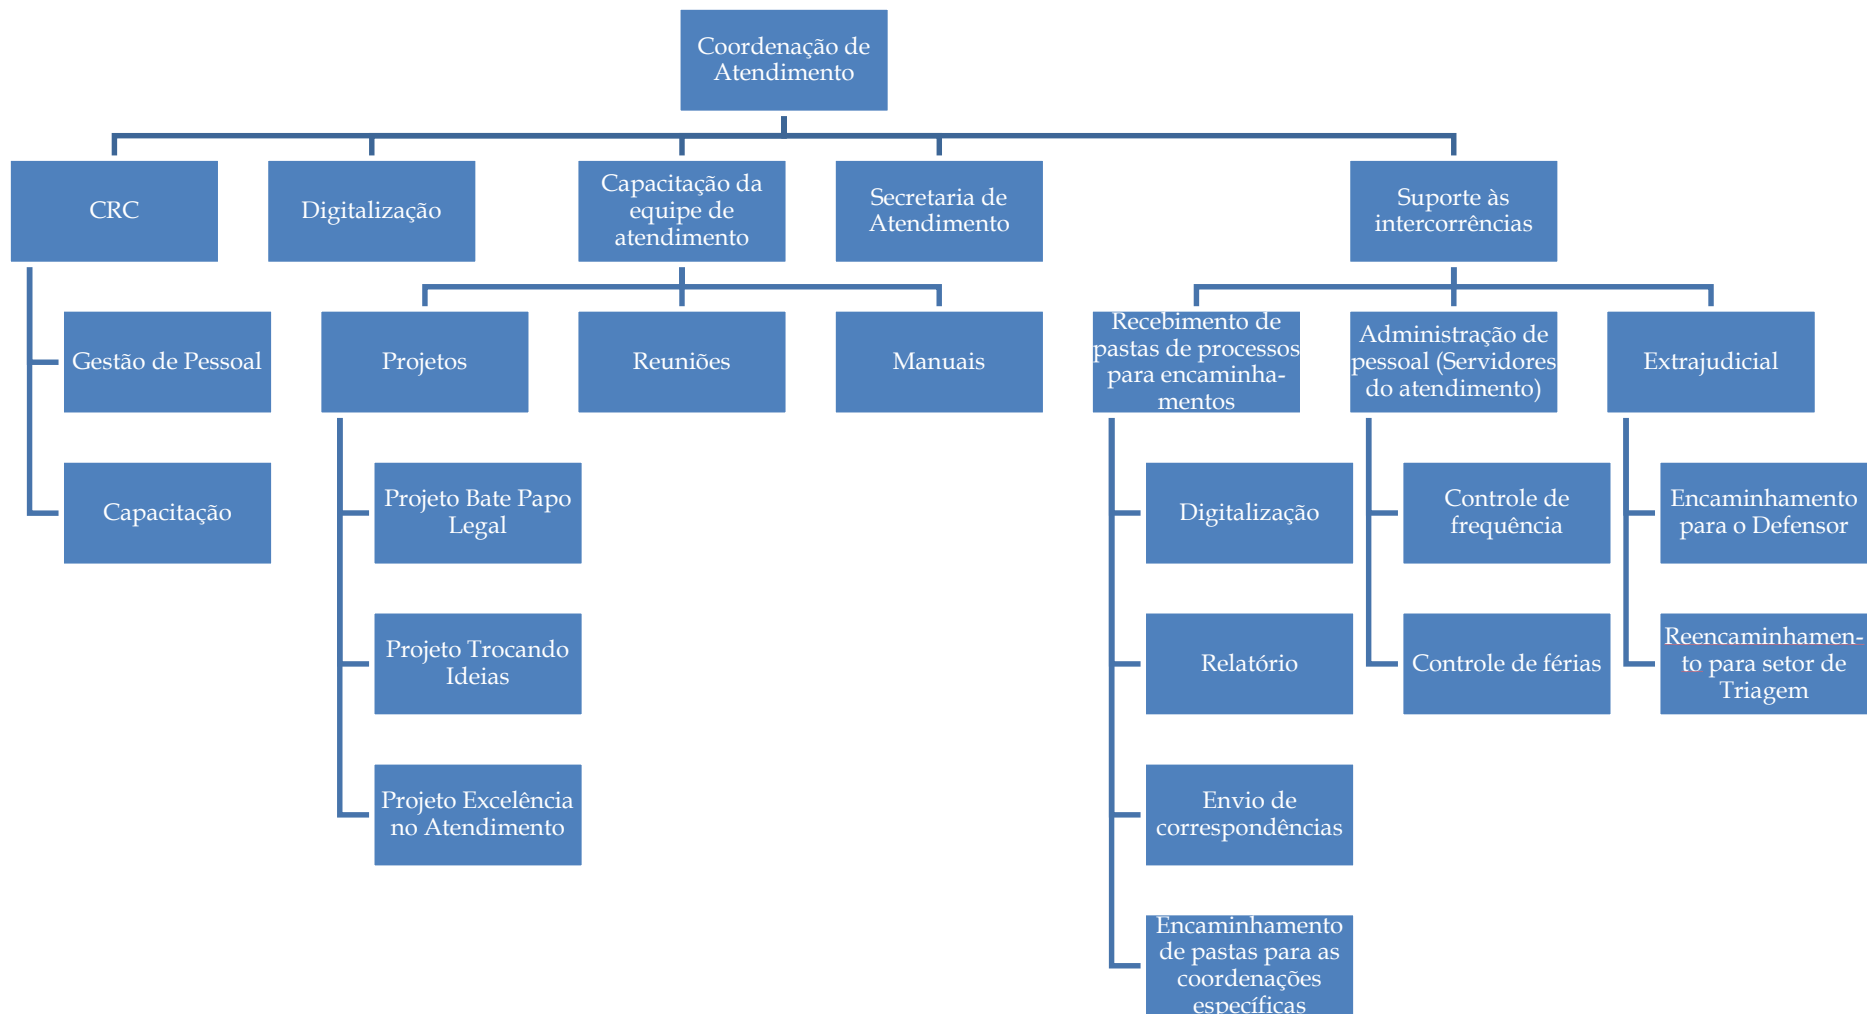 Coordenação de
Atendimento
CRC
Digitalização
Capacitação da
equipe de
atendimento
Secretaria de
Atendimento
Suporte às
intercorrências
Gestão de Pessoal
Capacitação
Projetos
Reuniões
Manuais
Projeto Bate Papo
Legal
Projeto Trocando
Ideias
Projeto Excelência
no Atendimento
Recebimento de
pastas de processos
para encaminha-
mentos
Administração de
pessoal (Servidores
do atendimento)
Extrajudicial
Digitalização
Relatório
Envio de
correspondências
Encaminhamento
de pastas para as
coordenações
específicas
Controle de
frequência
Controle de férias
Encaminhamento
para o Defensor
Reencaminhamen-
to para setor de
Triagem